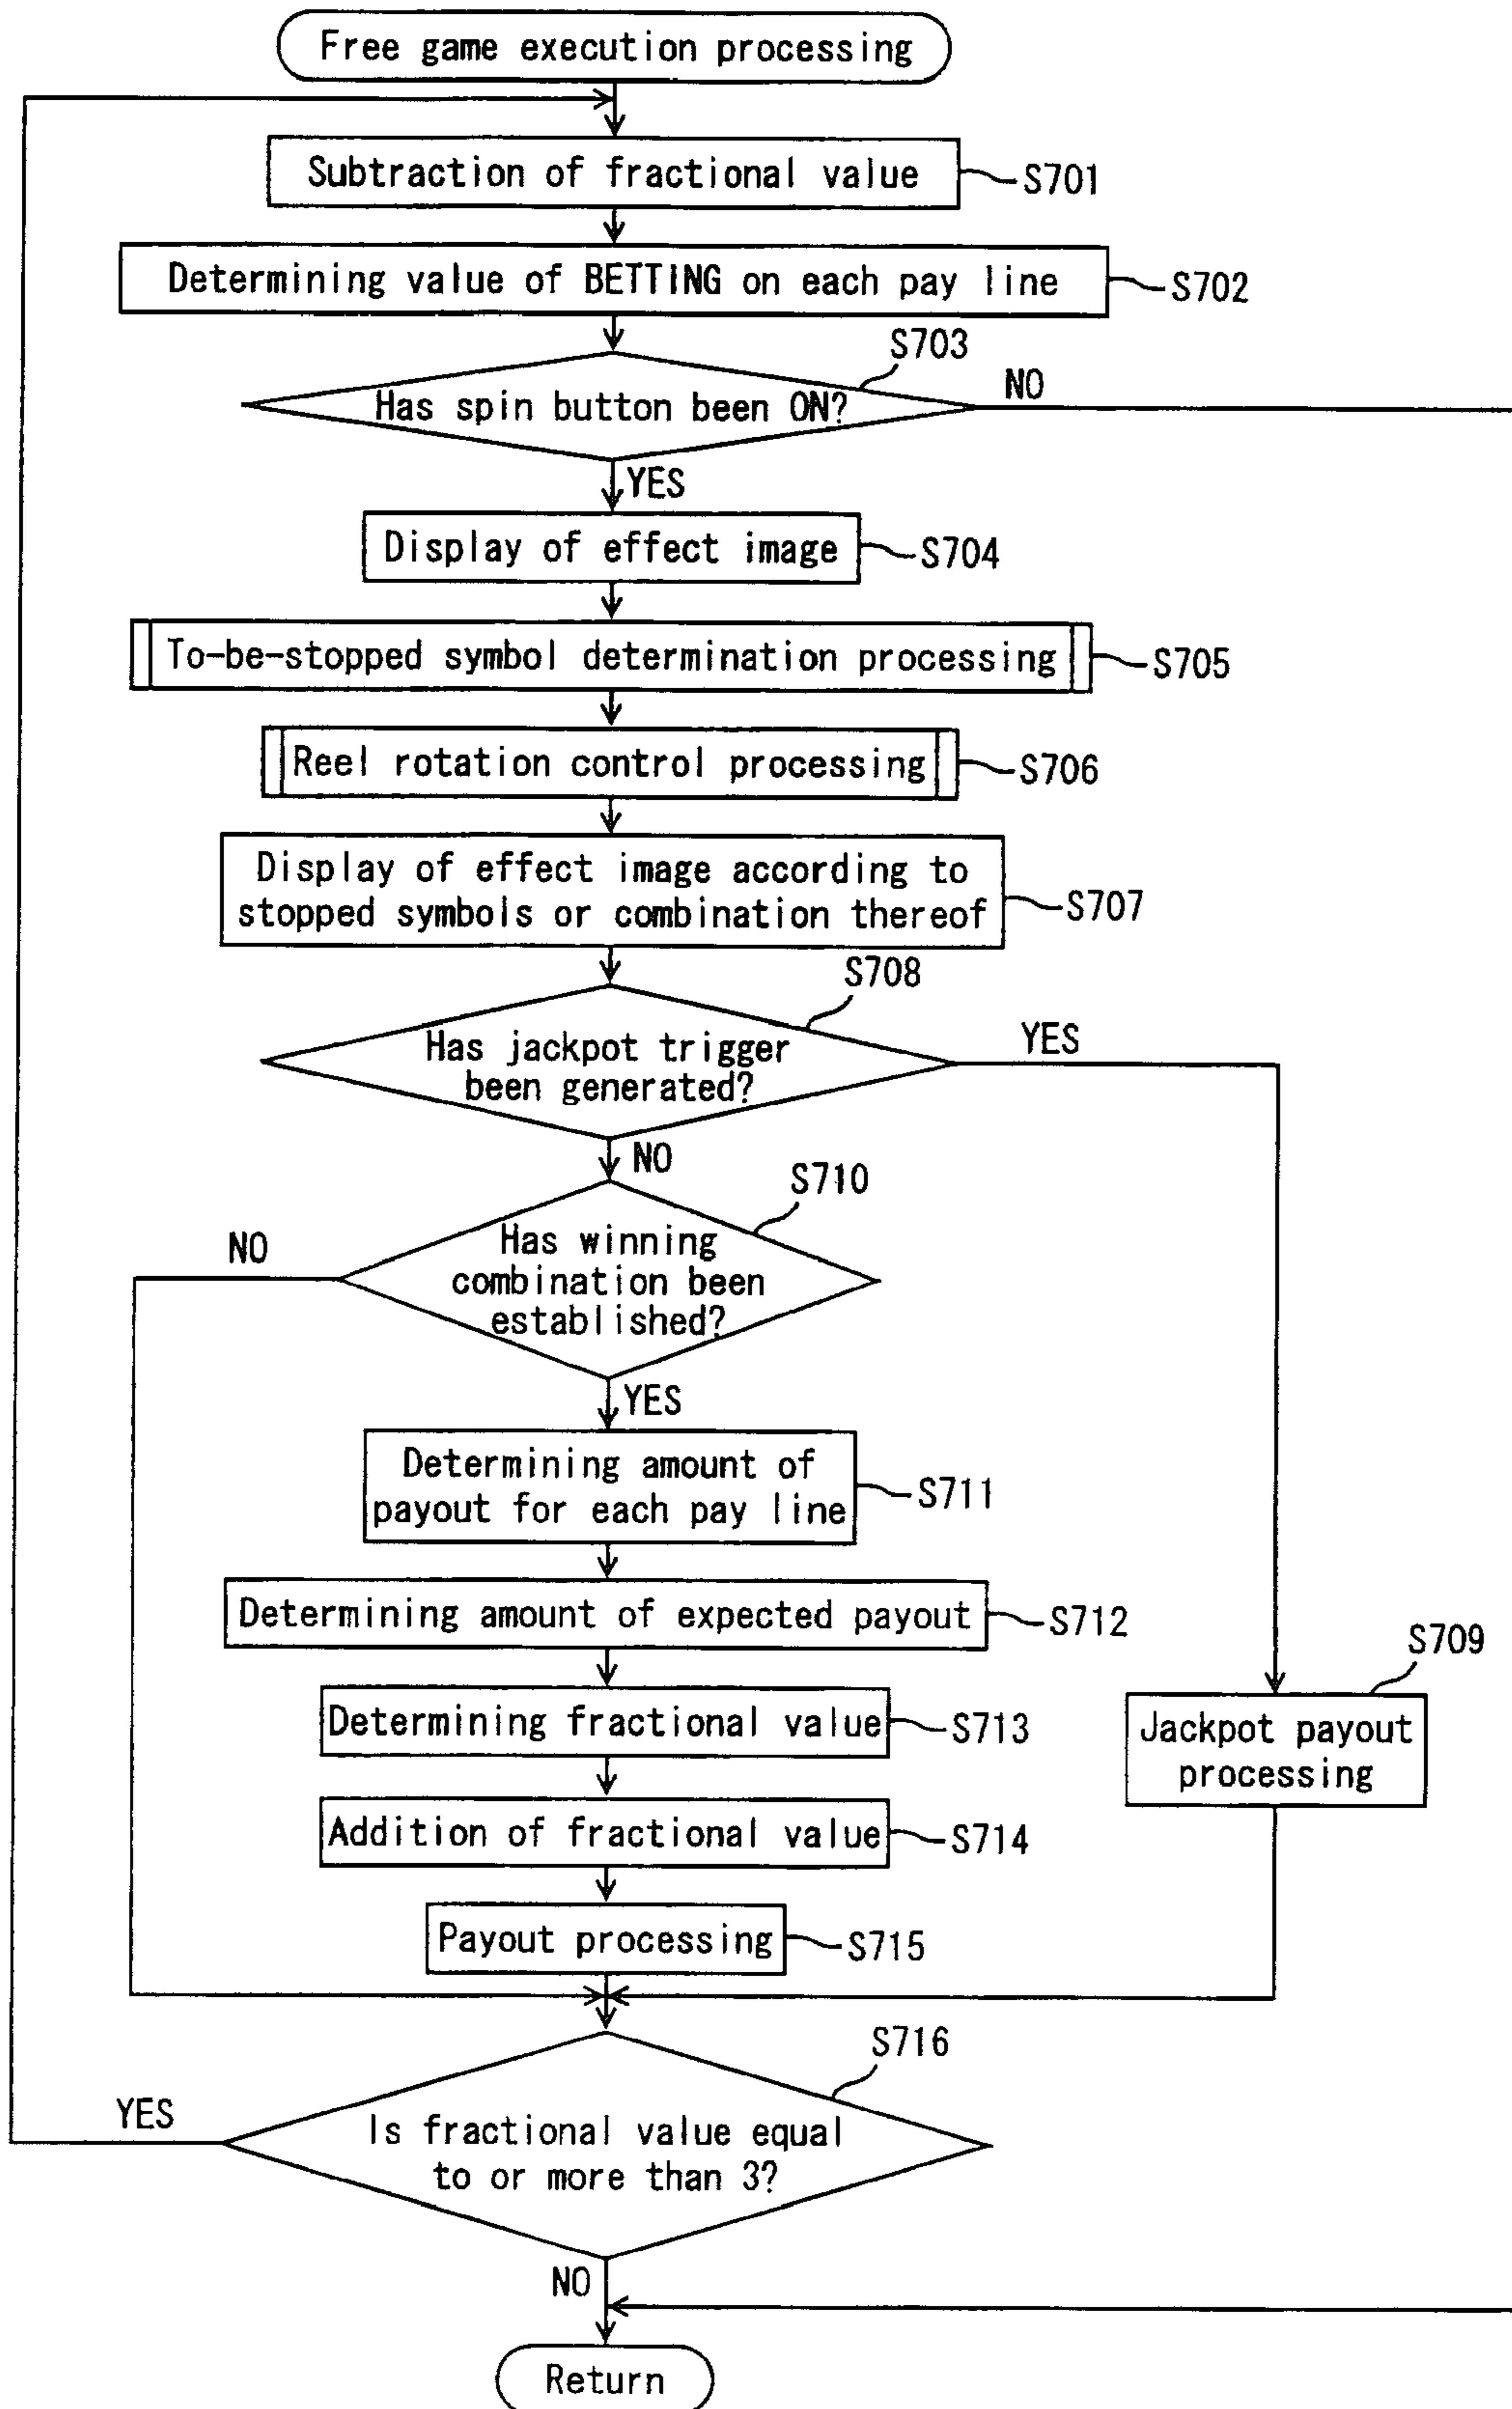 Free game execution processing
Subtraction of fractional value
S701
Determining value of BETTING on each pay line
S702
S703
Has spin button been ON?
NO
YES
Display of effect image
S704
To-be-stopped symbol determination processing
S705
Reel rotation control processing
S706
Display of effect image according to
stopped symbols or combination thereof
S707
S708
Has jackpot trigger
been generated?
YES
NO
S710
Has winning
combination been
established?
NO
YES
Determining amount of
payout for each pay line
S711
Determining amount of expected payout
S712
Determining fractional value
S713
S709
Jackpot payout
processing
Addition of fractional value
S714
Payout processing
S715
S716
Is fractional value equal
to or more than 3?
YES
NO
Return